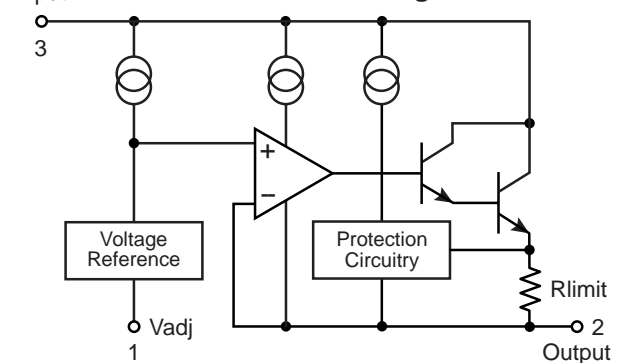 3
+
−
Voltage
Reference
Protection
Circuitry
Rlimit
Vadj
1
2
Output